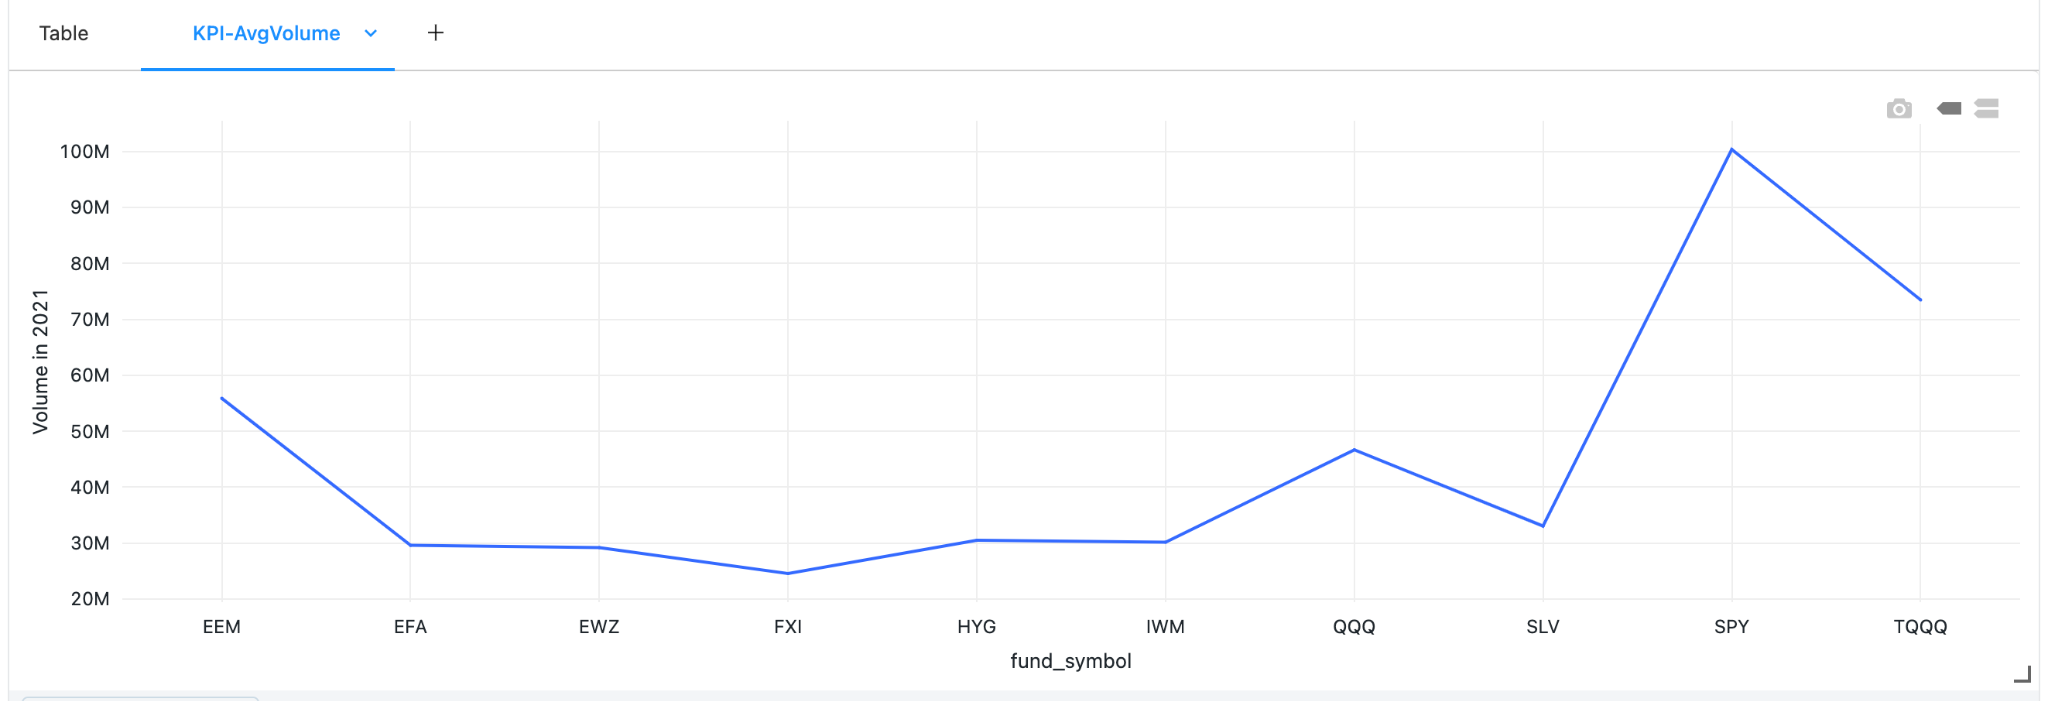 Table
KPI-AvgVolume
+
Volume in 2021
100M
90M
80M
70M
60M
50M
40M
30M
20M
EEM EFA EWZ FXI HYG IWM QQQ SLV SPY TQQQ
fund_symbol